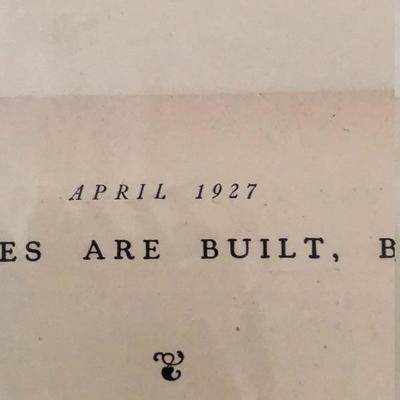 APRIL 1927
ES ARE BUILT, B